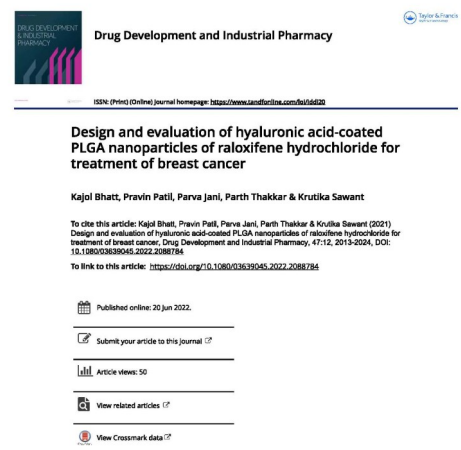 DRUG DEVELOPMENT
& INDUSTRIAL
PHARMACY
Taylor & Francis
Drug Development and Industrial Pharmacy
ISSN: (Print) (Online) Journal homepage: https://www.tandfonline.com/loi/iddi20
Design and evaluation of hyaluronic acid-coated
PLGA nanoparticles of raloxifene hydrochloride for
treatment of breast cancer
Kajol Bhatt, Pravin Patil, Parva Jani, Parth Thakkar & Krutika Sawant
To cite this article: Kajol Bhatt, Pravin Patil, Parva Jani, Parth Thakkar & Krutika Sawant (2021)
Design and evaluation of hyaluronic acid-coated PLGA nanoparticles of raloxifene hydrochloride for
treatment of breast cancer, Drug Development and Industrial Pharmacy, 47:12, 2013-2024, DOI:
10.1080/03639045.2022.2088784
To link to this article: https://doi.org/10.1080/03639045.2022.2088784
Published online: 20 Jun 2022.
Submit your article to this journal
Article views: 50
View related articles
View Crossmark data